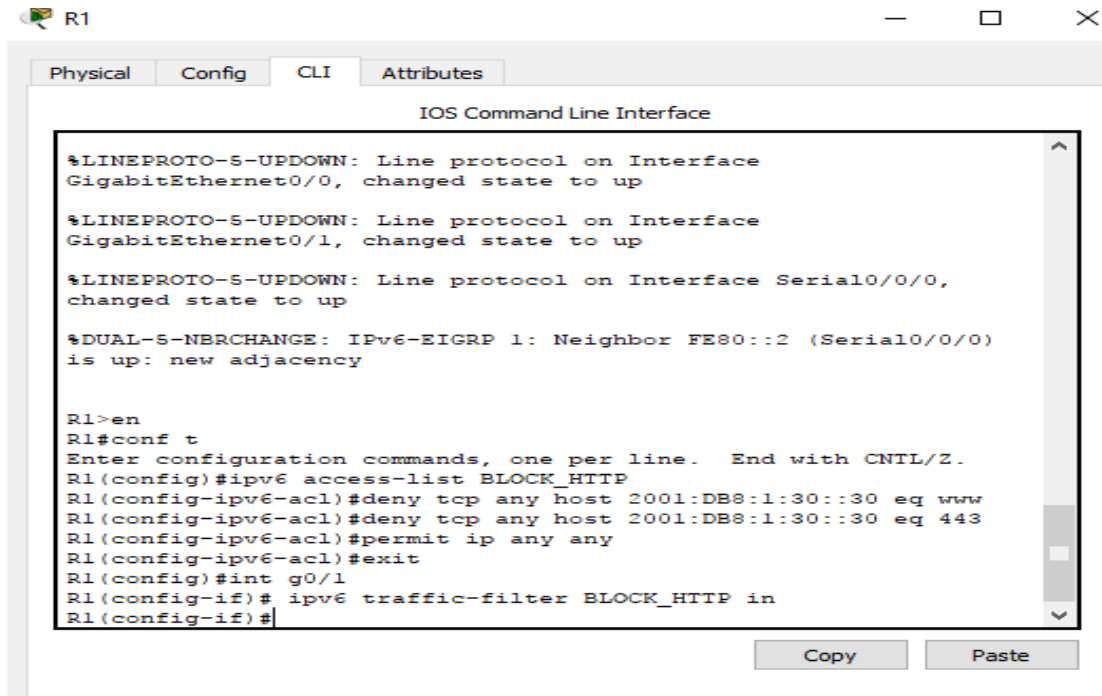 R1
Physical Config CLI Attributes
IOS Command Line Interface
%LINEPROTO-5-UPDOWN: Line protocol on Interface
GigabitEthernet0/0, changed state to up
%LINEPROTO-5-UPDOWN: Line protocol on Interface
GigabitEthernet0/1, changed state to up
%LINEPROTO-5-UPDOWN: Line protocol on Interface Serial0/0/0,
changed state to up
%DUAL-5-NBRCHANGE: IPv6-EIGRP 1: Neighbor FE80::2 (Serial0/0/0)
is up: new adjacency
R1>en
R1#conf t
Enter configuration commands, one per line.  End with CNTL/Z.
R1(config)#ipv6 access-list BLOCK_HTTP
R1(config-ipv6-acl)#deny tcp any host 2001:DB8:1:30::30 eq www
R1(config-ipv6-acl)#deny tcp any host 2001:DB8:1:30::30 eq 443
R1(config-ipv6-acl)#permit ip any any
R1(config-ipv6-acl)#exit
R1(config)#int g0/1
R1(config-if)# ipv6 traffic-filter BLOCK_HTTP in
R1(config-if)#
Copy Paste